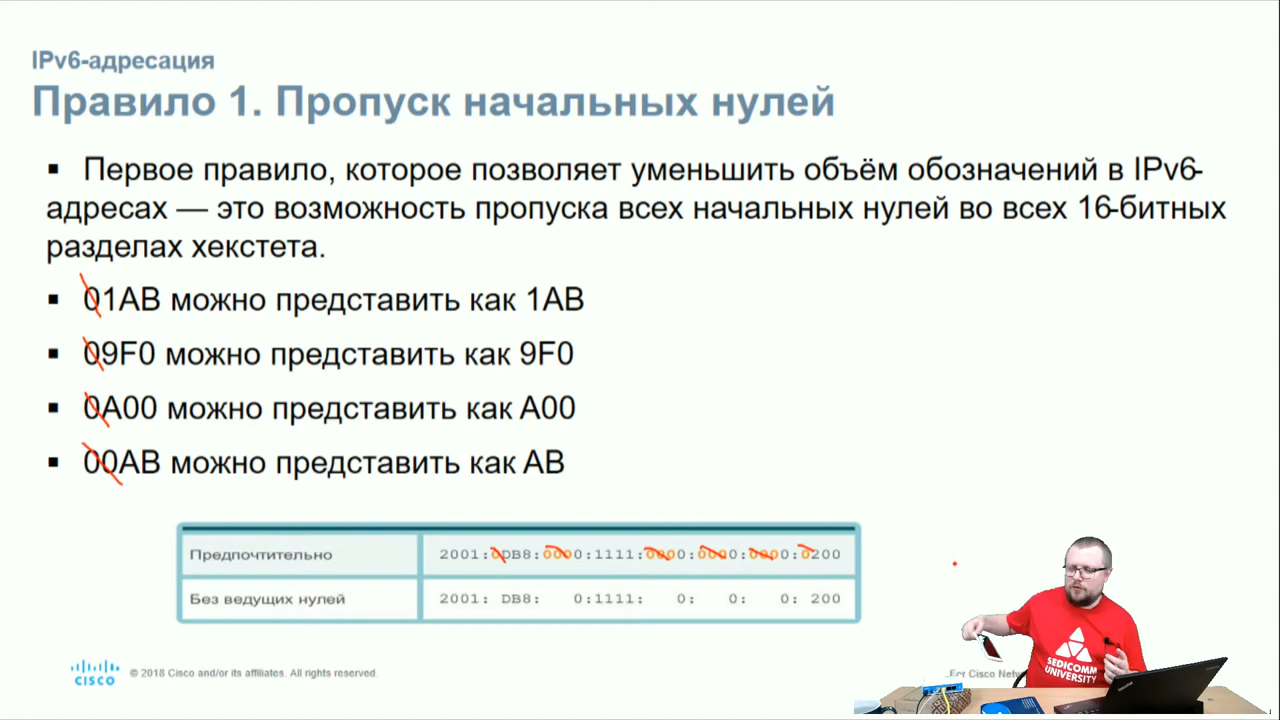 IPv6-адресация
Правило 1. Пропуск начальных нулей
▪ Первое правило, которое позволяет уменьшить объём обозначений в IPv6-
адресах — это возможность пропуска всех начальных нулей во всех 16-битных
разделах хекстета.
▪ 01AB можно представить как 1AB
▪ 09F0 можно представить как 9F0
▪ 0A00 можно представить как A00
▪ 00AB можно представить как AB
Предпочтительно 2001:0DB8:0000:1111:0000:0000:0000:0200
Без ведущих нулей 2001: DB8: 0:1111: 0: 0: 0: 200
CISCO © 2018 Cisco and/or its affiliates. All rights reserved.
Cisco
SEDICOMM
UNIVERSITY